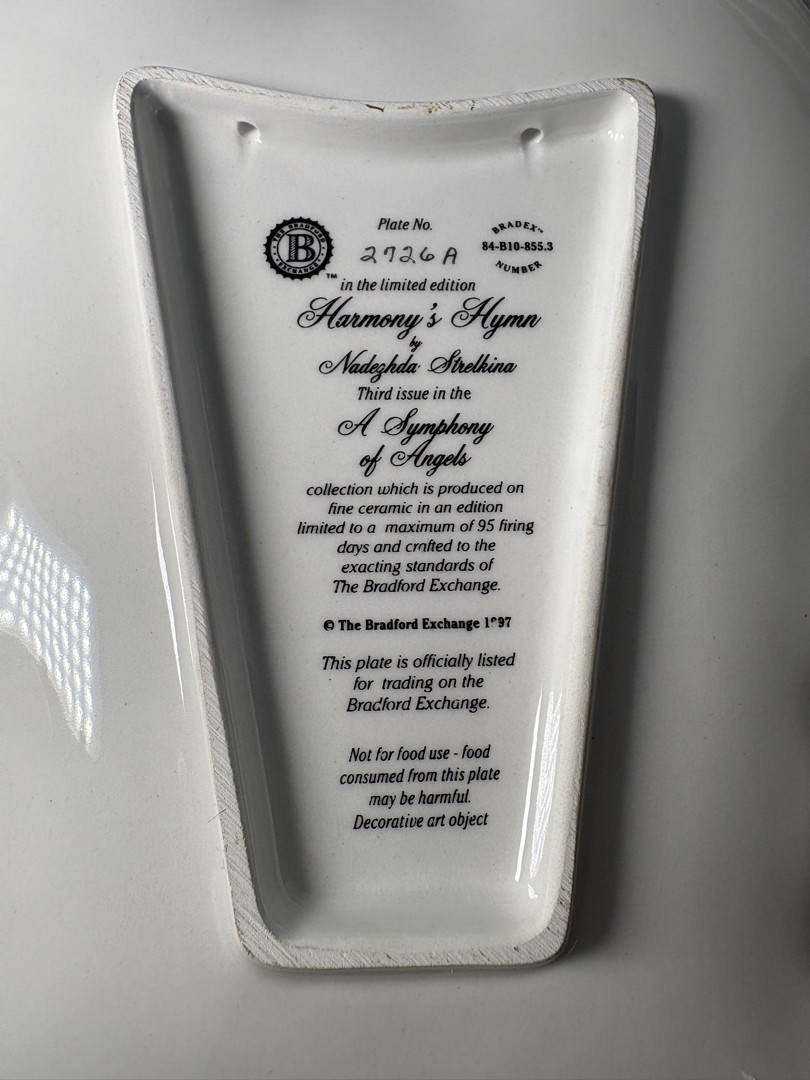 THE BRADFORD
B
EXCHANGE
TM
Plate No.
2726A
BRADEX™
84-B10-855.3
NUMBER
in the limited edition
Harmony's Hymn
by
Nadezhda Strelkina
Third issue in the
A Symphony
of Angels
collection which is produced on
fine ceramic in an edition
limited to a maximum of 95 firing
days and crafted to the
exacting standards of
The Bradford Exchange.
© The Bradford Exchange 1997
This plate is officially listed
for trading on the
Bradford Exchange.
Not for food use - food
consumed from this plate
may be harmful.
Decorative art object